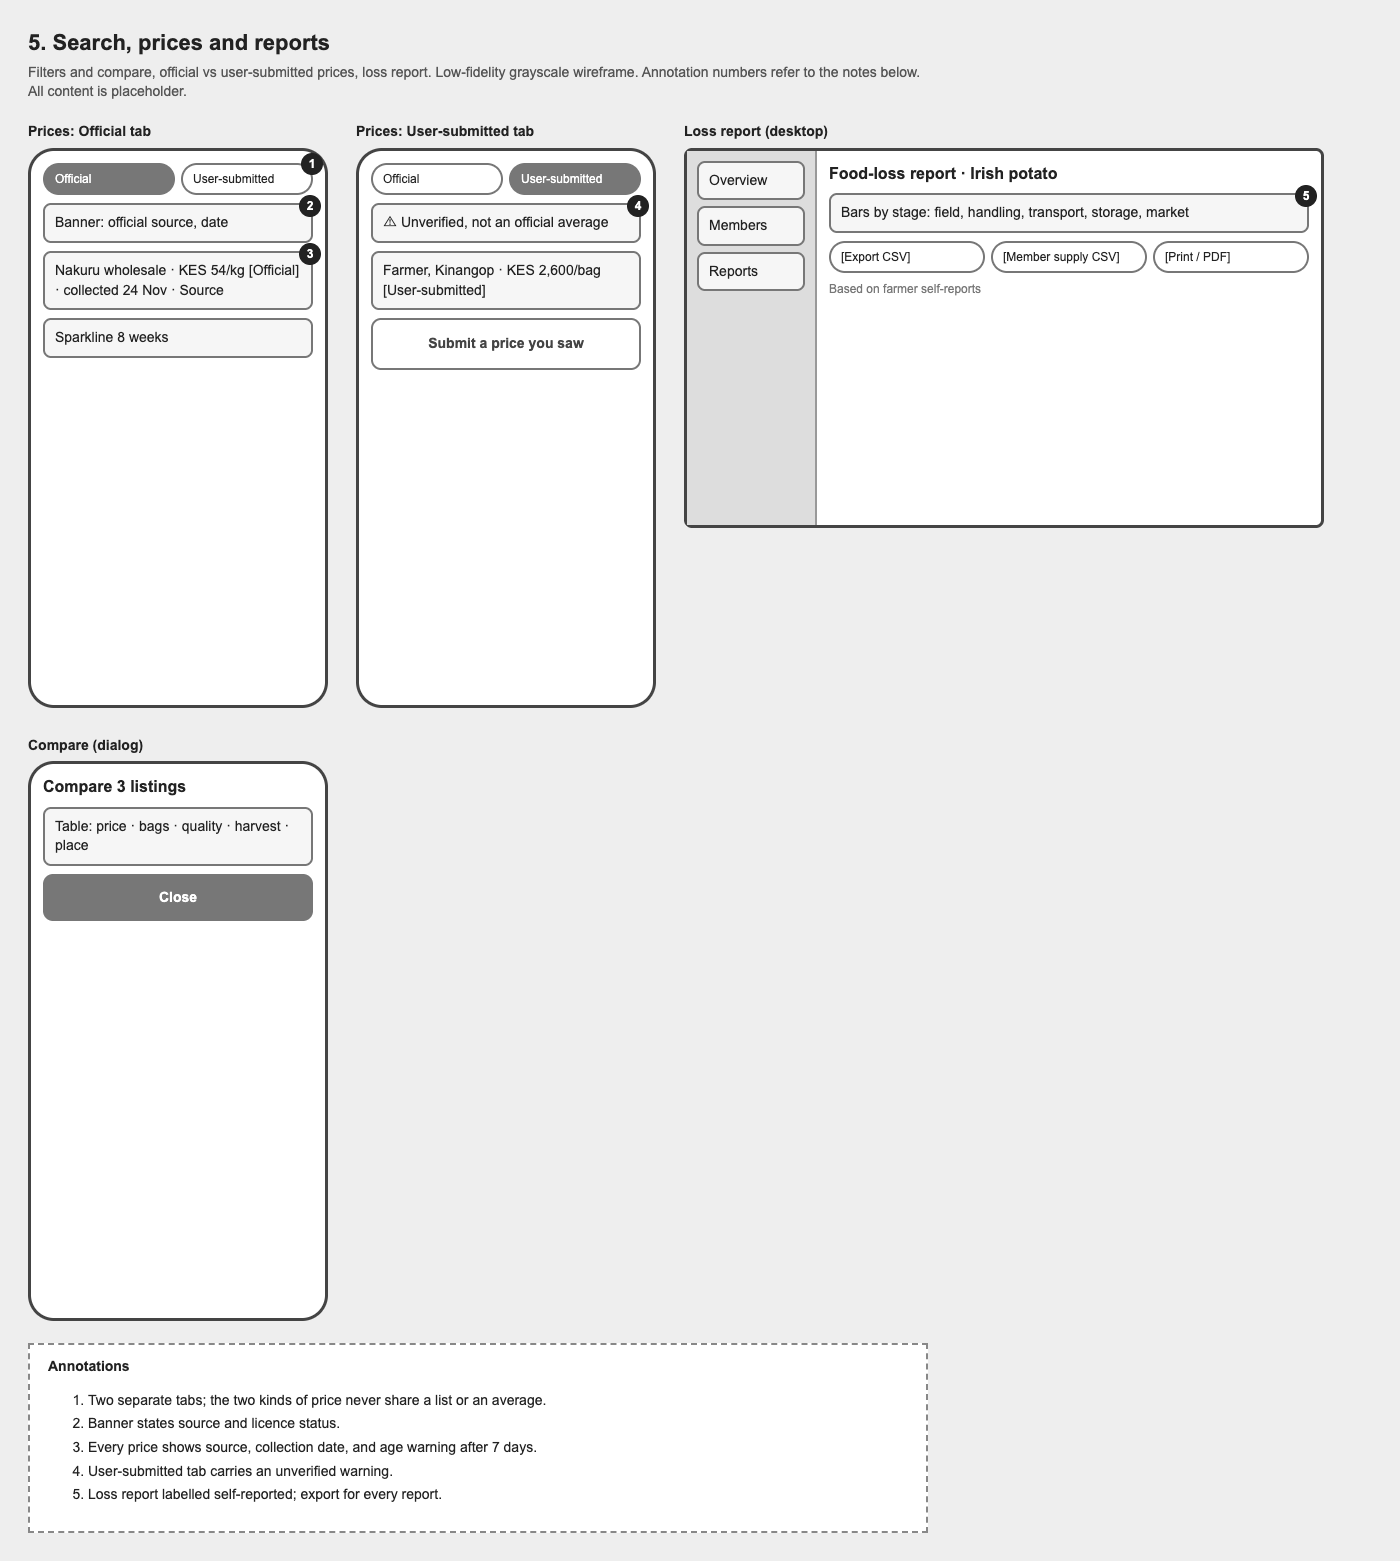 5. Search, prices and reports
Filters and compare, official vs user-submitted prices, loss report. Low-fidelity grayscale wireframe. Annotation numbers refer to the notes below.
All content is placeholder.
Prices: Official tab
Official
User-submitted
1
Banner: official source, date
2
Nakuru wholesale · KES 54/kg [Official]
· collected 24 Nov · Source
3
Sparkline 8 weeks
Prices: User-submitted tab
Official
User-submitted
⚠ Unverified, not an official average
4
Farmer, Kinangop · KES 2,600/bag
[User-submitted]
Submit a price you saw
Loss report (desktop)
Overview
Members
Reports
Food-loss report · Irish potato
Bars by stage: field, handling, transport, storage, market
5
[Export CSV]
[Member supply CSV]
[Print / PDF]
Based on farmer self-reports
Compare (dialog)
Compare 3 listings
Table: price · bags · quality · harvest ·
place
Close
Annotations
1. Two separate tabs; the two kinds of price never share a list or an average.
2. Banner states source and licence status.
3. Every price shows source, collection date, and age warning after 7 days.
4. User-submitted tab carries an unverified warning.
5. Loss report labelled self-reported; export for every report.